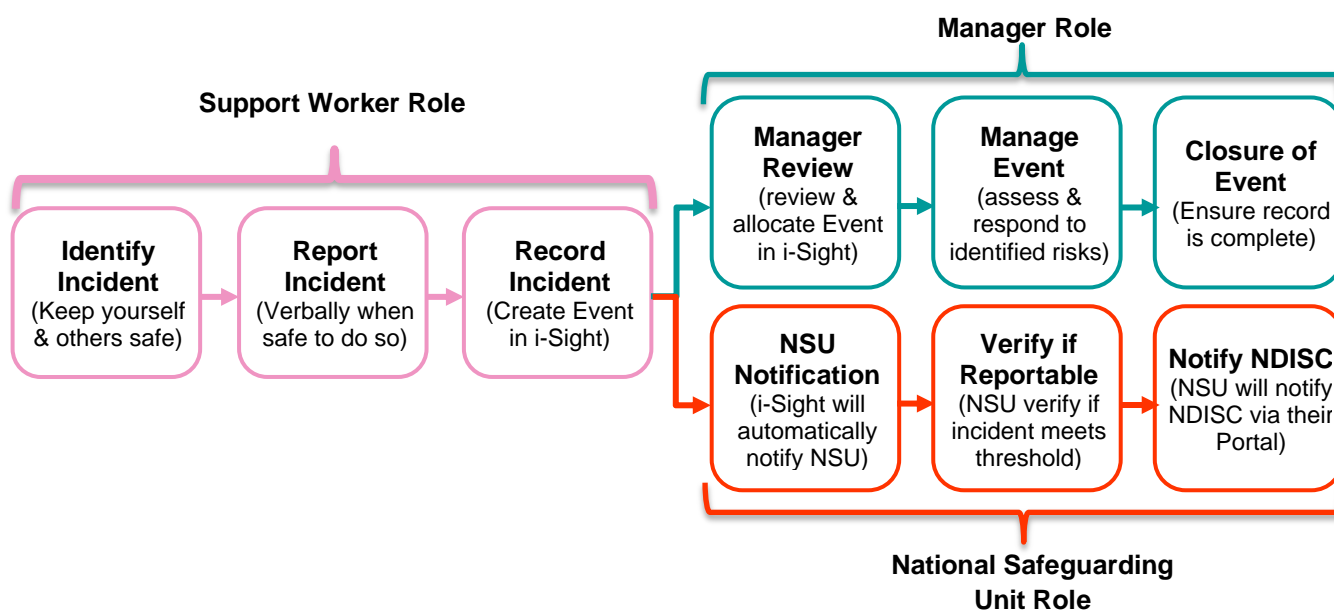 Manager Role
Support Worker Role
Identify
Incident
(Keep yourself
& others safe)
Report
Incident
(Verbally when
safe to do so)
Record
Incident
(Create Event
in i-Sight)
Manager
Review
(review &
allocate Event
in i-Sight)
Manage
Event
(assess &
respond to
identified risks)
Closure of
Event
(Ensure record
is complete)
NSU
Notification
(i-Sight will
automatically
notify NSU)
Verify if
Reportable
(NSU verify if
incident meets
threshold)
Notify NDISC
(NSU will notify
NDISC via their
Portal)
National Safeguarding
Unit Role